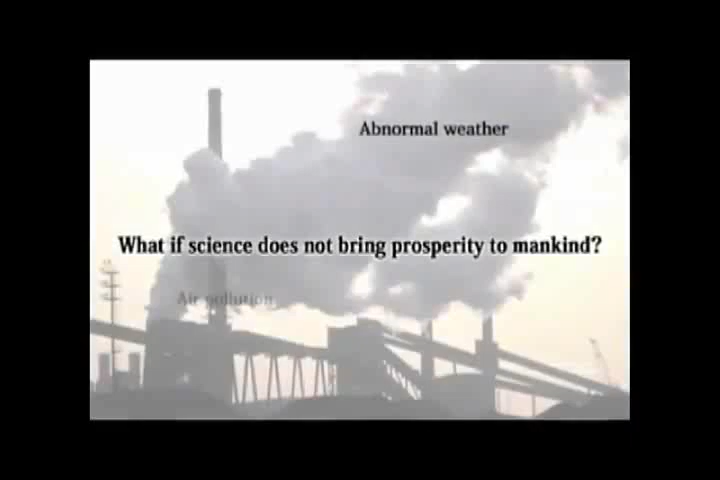 Abnormal weather
What if science does not bring prosperity to mankind?
Air pollution